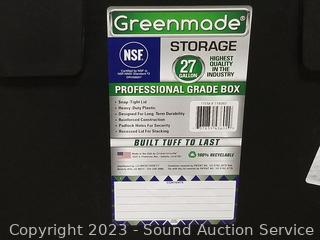 Greenmade®
NSF
STORAGE
27
GALLON
HIGHEST
QUALITY
IN THE
INDUSTRY
PROFESSIONAL GRADE BOX
- Snap-Tight Lid
- Heavy Duty Plastic
- Designed For Long Term Durability
- Reinforced Construction
- Padlock Holes For Security
- Recessed Lid For Stacking
BUILT TUFF TO LAST
100% RECYCLABLE
Copyright 2023 - Sound Auction Service